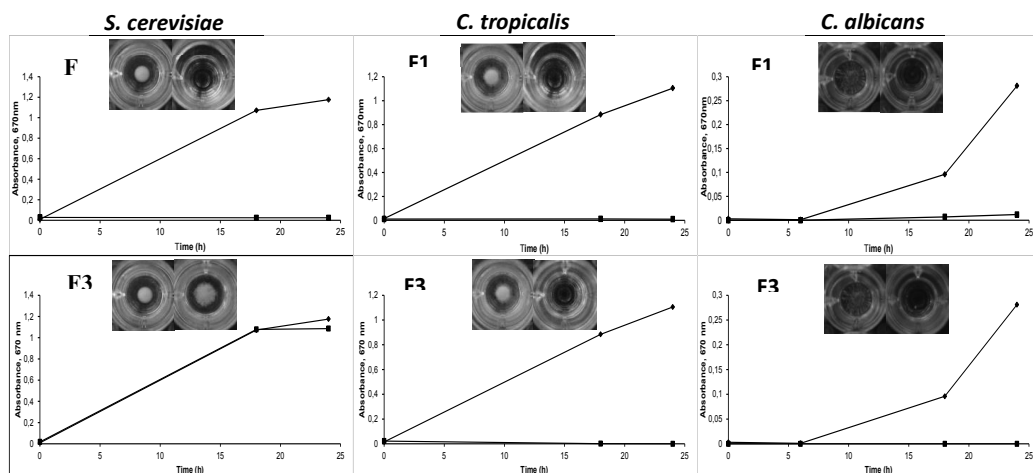 S. cerevisiae
C. tropicalis
C. albicans
F
1,4
1,2
1
0,8
0,6
0,4
0,2
0
0 5 10 15 20 25
Absorbance, 670nm
Time (h)
F1
1,2
1
0,8
0,6
0,4
0,2
0
0 5 10 15 20 25
Absorbance, 670nm
Time (h)
F1
0,3
0,25
0,2
0,15
0,1
0,05
0
0 5 10 15 20 25
Absorbance, 670nm
Time (h)
F3
1,4
1,2
1
0,8
0,6
0,4
0,2
0
0 5 10 15 20 25
Absorbance, 670 nm
Time (h)
F3
1,2
1
0,8
0,6
0,4
0,2
0
0 5 10 15 20 25
Absorbance, 670 nm
Time (h)
F3
0,3
0,25
0,2
0,15
0,1
0,05
0
0 5 10 15 20 25
Absorbance, 670 nm
Time (h)